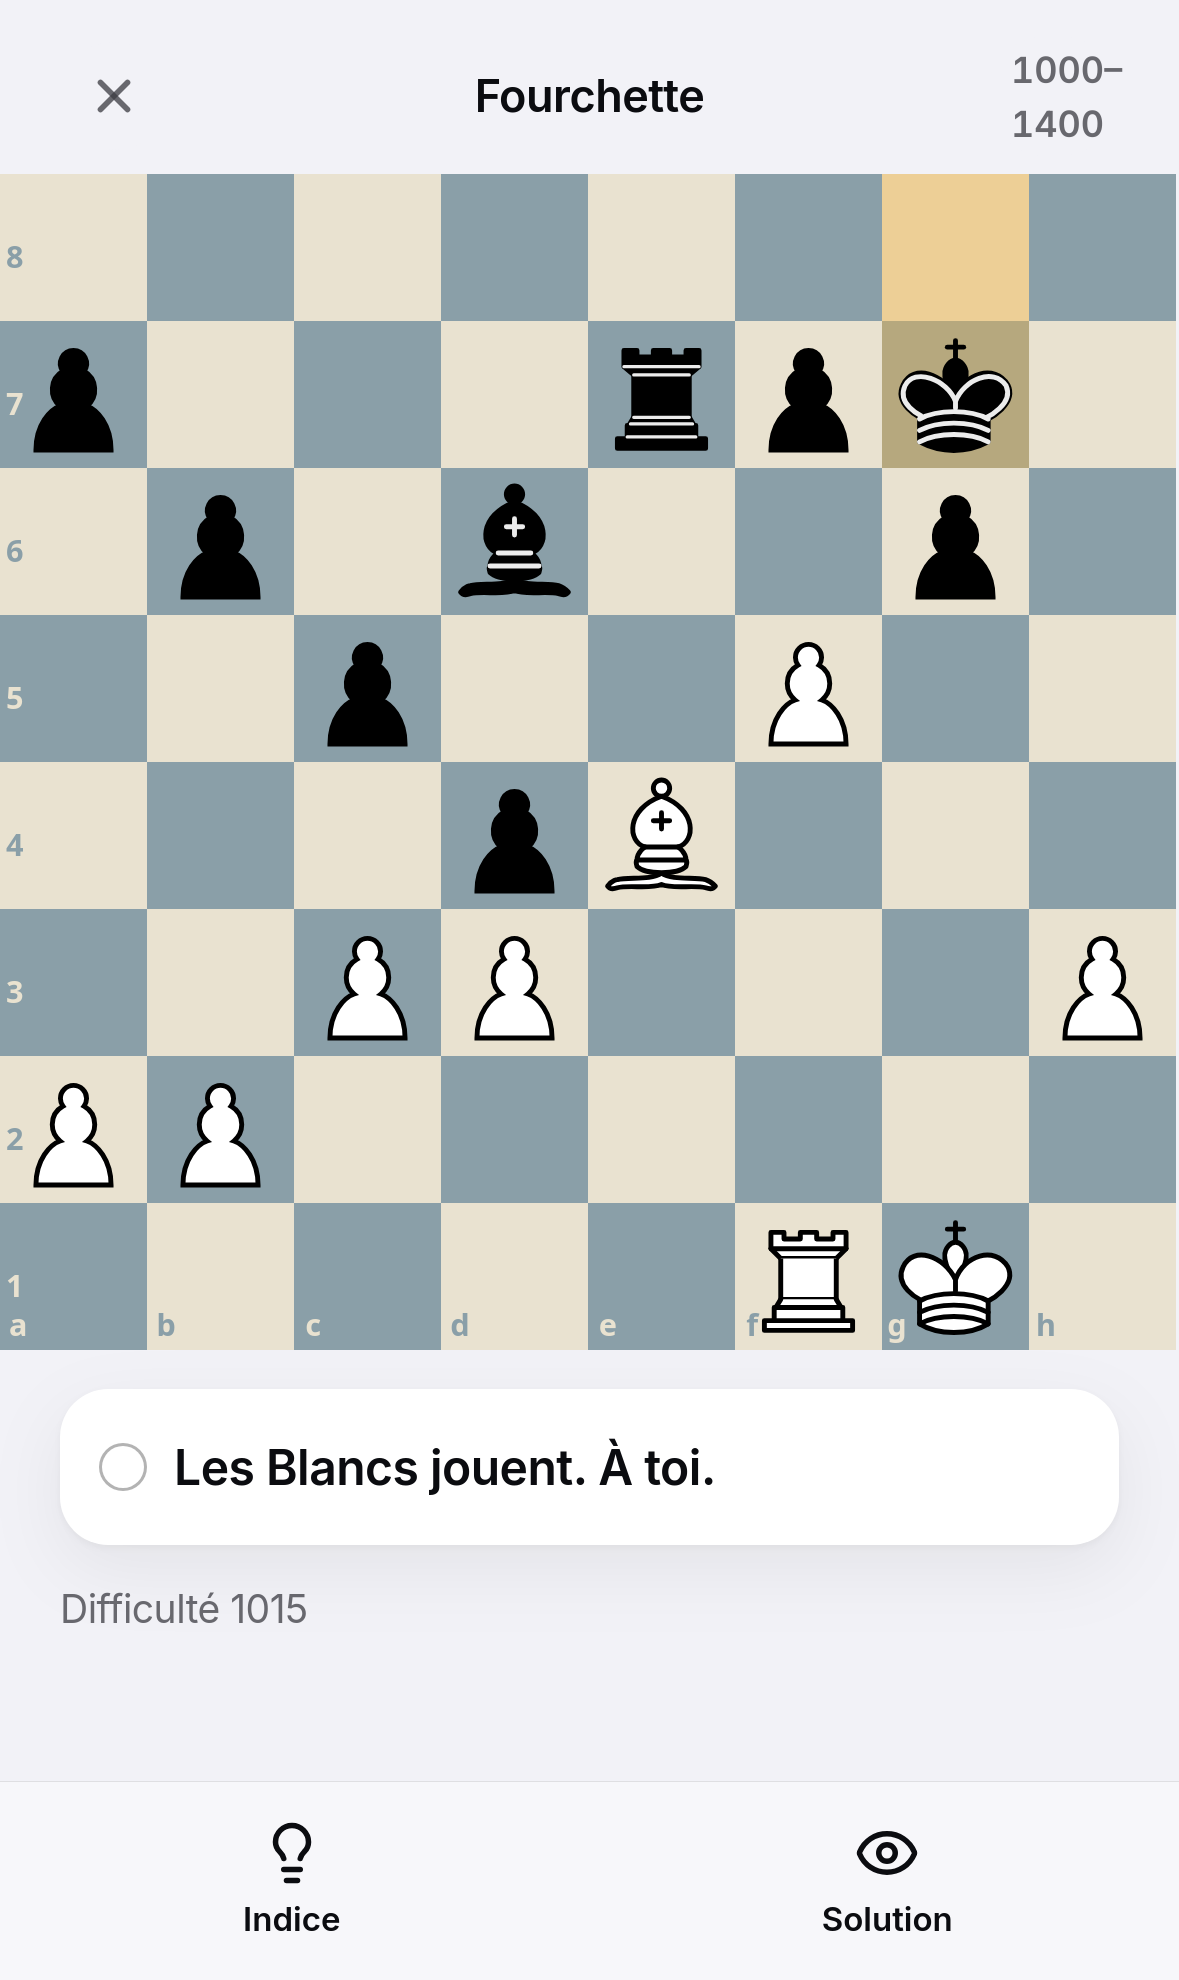 Fourchette
1000–
1400
8
7
6
5
4
3
2
1
a b c d e f g h
Les Blancs jouent. À toi.
Difficulté 1015
Indice Solution